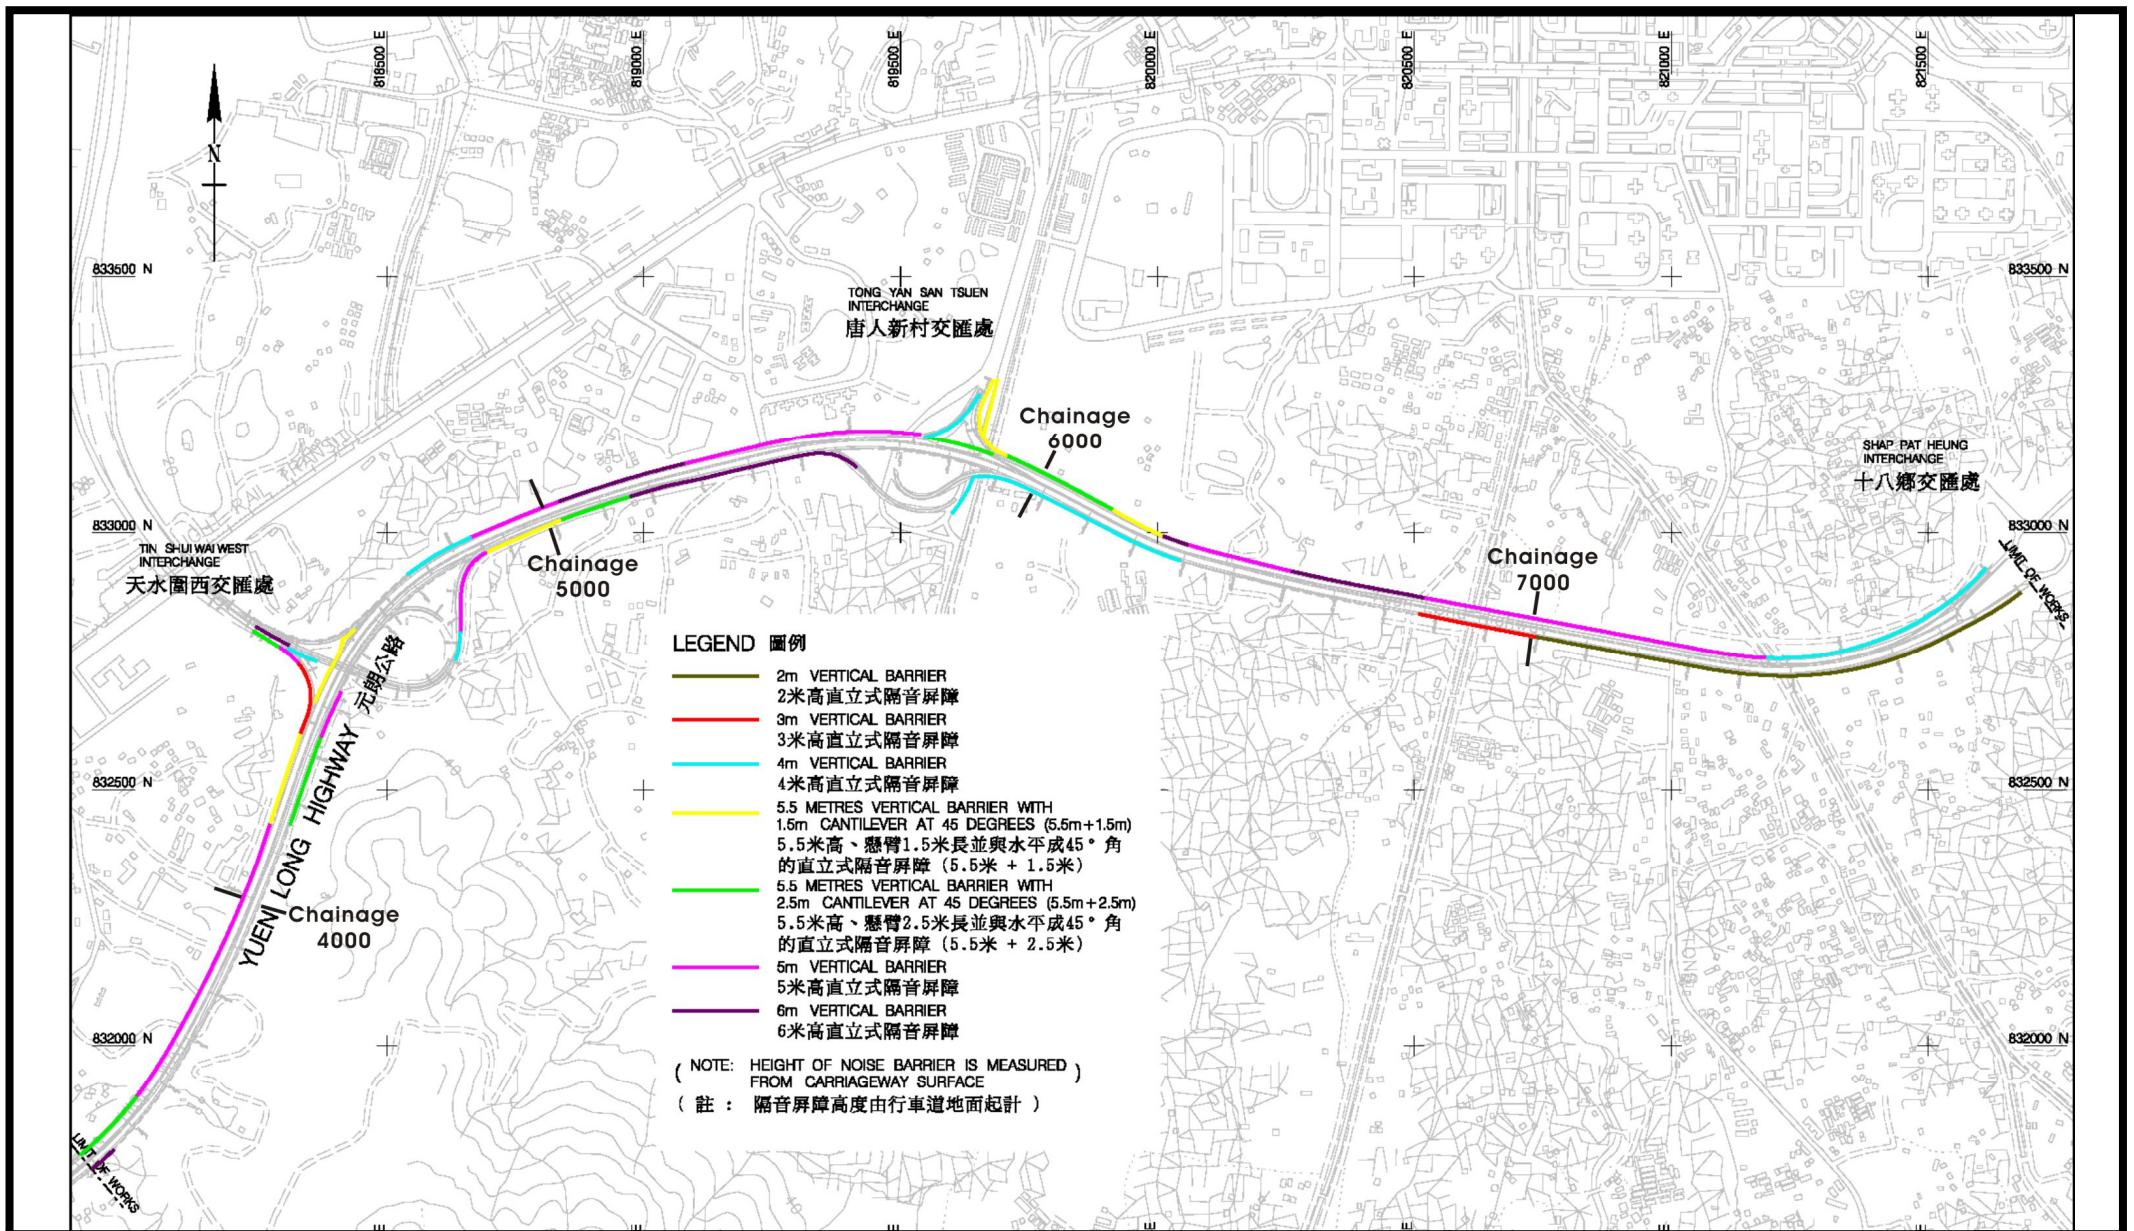 818500 E
819000 E
819500 E
820000 E
820500 E
821000 E
821500 E
N
833500 N
833500 N
TONG YAN SAN TSUEN
INTERCHANGE
唐人新村交匯處
Chainage
6000
SHAP PAT HEUNG
INTERCHANGE
十八鄉交匯處
833000 N
833000 N
TIN SHUI WAI WEST
INTERCHANGE
天水圍西交匯處
Chainage
5000
Chainage
7000
LIMIT OF WORKS
YUEN LONG HIGHWAY 元朗公路
832500 N
832500 N
Chainage
4000
832000 N
832000 N
LIMIT OF WORKS
LEGEND 圖例
2m VERTICAL BARRIER
2米高直立式隔音屏障
3m VERTICAL BARRIER
3米高直立式隔音屏障
4m VERTICAL BARRIER
4米高直立式隔音屏障
5.5 METRES VERTICAL BARRIER WITH
1.5m CANTILEVER AT 45 DEGREES (5.5m+1.5m)
5.5米高、懸臂1.5米長並與水平成45°角
的直立式隔音屏障 (5.5米 + 1.5米)
5.5 METRES VERTICAL BARRIER WITH
2.5m CANTILEVER AT 45 DEGREES (5.5m+2.5m)
5.5米高、懸臂2.5米長並與水平成45°角
的直立式隔音屏障 (5.5米 + 2.5米)
5m VERTICAL BARRIER
5米高直立式隔音屏障
6m VERTICAL BARRIER
6米高直立式隔音屏障
( NOTE: HEIGHT OF NOISE BARRIER IS MEASURED )
FROM CARRIAGEWAY SURFACE
( 註 : 隔音屏障高度由行車道地面起計 )